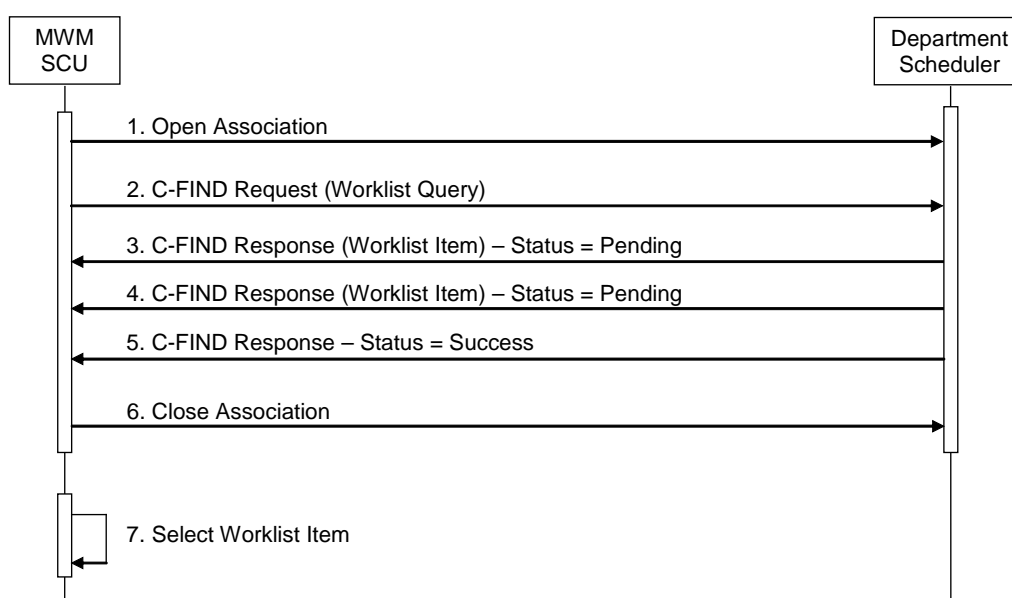 MWM
SCU
Department
Scheduler
1. Open Association
2. C-FIND Request (Worklist Query)
3. C-FIND Response (Worklist Item) – Status = Pending
4. C-FIND Response (Worklist Item) – Status = Pending
5. C-FIND Response – Status = Success
6. Close Association
7. Select Worklist Item